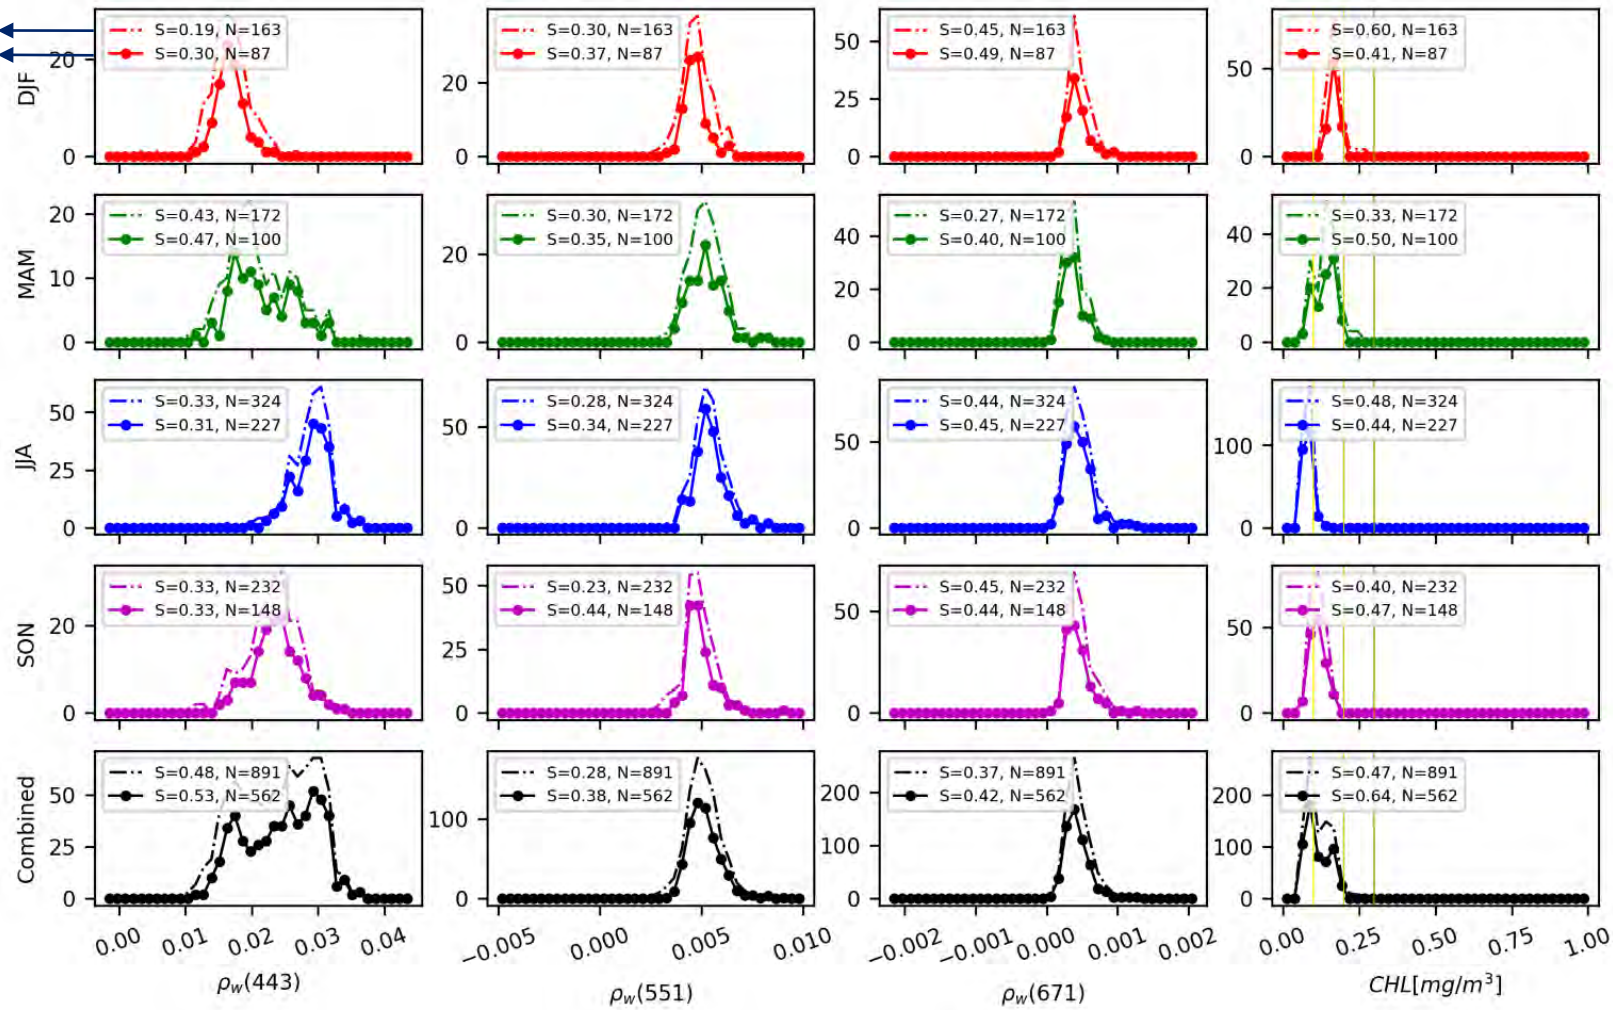 S=0.19, N=163
S=0.30, N=87
S=0.30, N=163
S=0.37, N=87
S=0.45, N=163
S=0.49, N=87
S=0.60, N=163
S=0.41, N=87
DJF
20
0
20
0
50
25
0
50
0
S=0.43, N=172
S=0.47, N=100
S=0.30, N=172
S=0.35, N=100
S=0.27, N=172
S=0.40, N=100
S=0.33, N=172
S=0.50, N=100
MAM
20
10
0
20
0
40
20
0
40
20
0
S=0.33, N=324
S=0.31, N=227
S=0.28, N=324
S=0.34, N=227
S=0.44, N=324
S=0.45, N=227
S=0.48, N=324
S=0.44, N=227
JJA
50
25
0
50
0
50
0
100
0
S=0.33, N=232
S=0.33, N=148
S=0.23, N=232
S=0.44, N=148
S=0.45, N=232
S=0.44, N=148
S=0.40, N=232
S=0.47, N=148
SON
20
0
50
25
0
50
0
50
0
S=0.48, N=891
S=0.53, N=562
S=0.28, N=891
S=0.38, N=562
S=0.37, N=891
S=0.42, N=562
S=0.47, N=891
S=0.64, N=562
Combined
50
25
0
100
0
200
100
0
200
100
0
0.00 0.01 0.02 0.03 0.04
−0.005 0.000 0.005 0.010
−0.002 −0.001 0.000 0.001 0.002
0.00 0.25 0.50 0.75 1.00
ρw(443)
ρw(551)
ρw(671)
CHL[mg/m³]